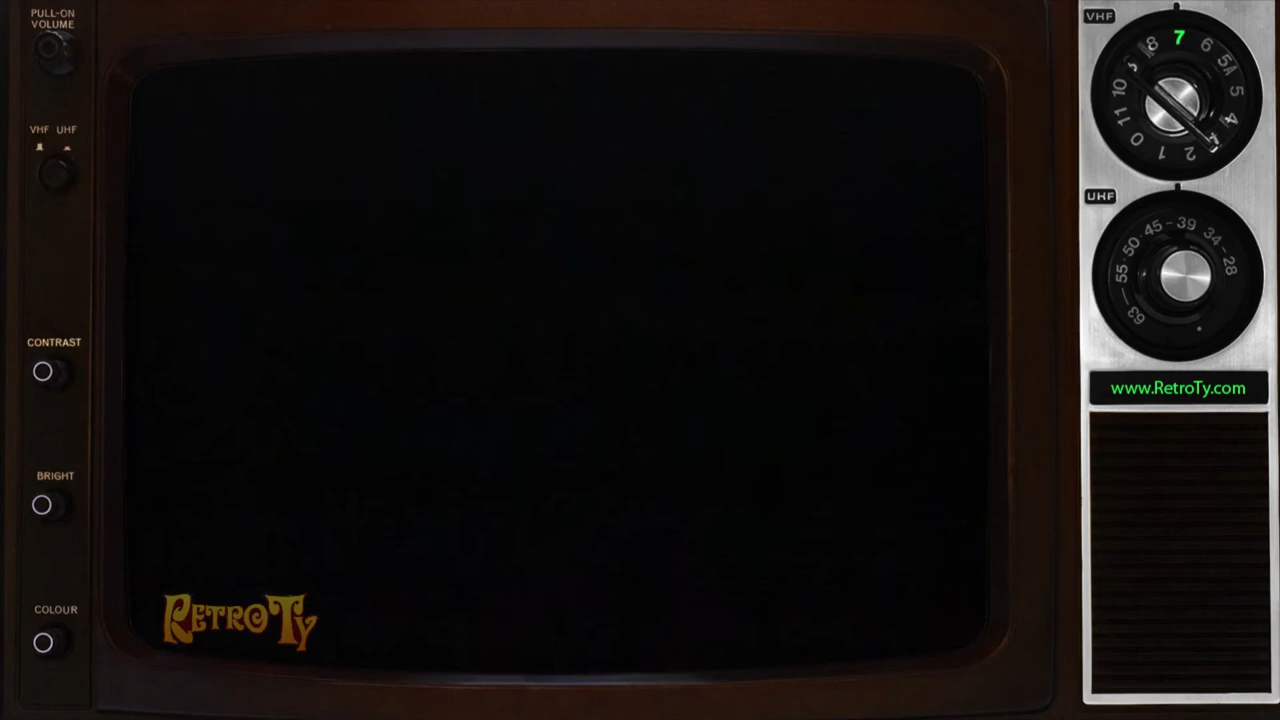 PULL-ON
VOLUME
VHF UHF
CONTRAST
BRIGHT
COLOUR
RETROTY
VHF
7
6
5A
5
4
2
1
0
11
10
8
UHF
63
55
50
45
39
34
28
www.RetroTy.com